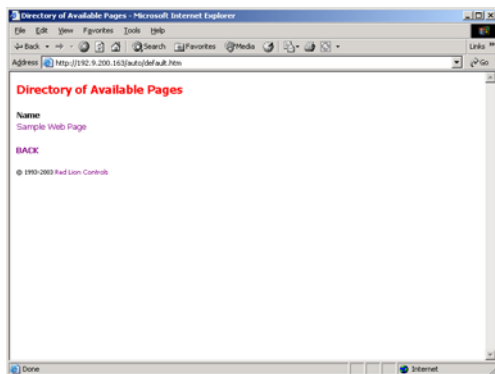 Directory of Available Pages - Microsoft Internet Explorer
File Edit View Favorites Tools Help
Back Search Favorites Media Links »
Address http://192.9.200.163/auto/default.htm Go
Directory of Available Pages
Name
Sample Web Page
BACK
© 1993-2003 Red Lion Controls
Done Internet